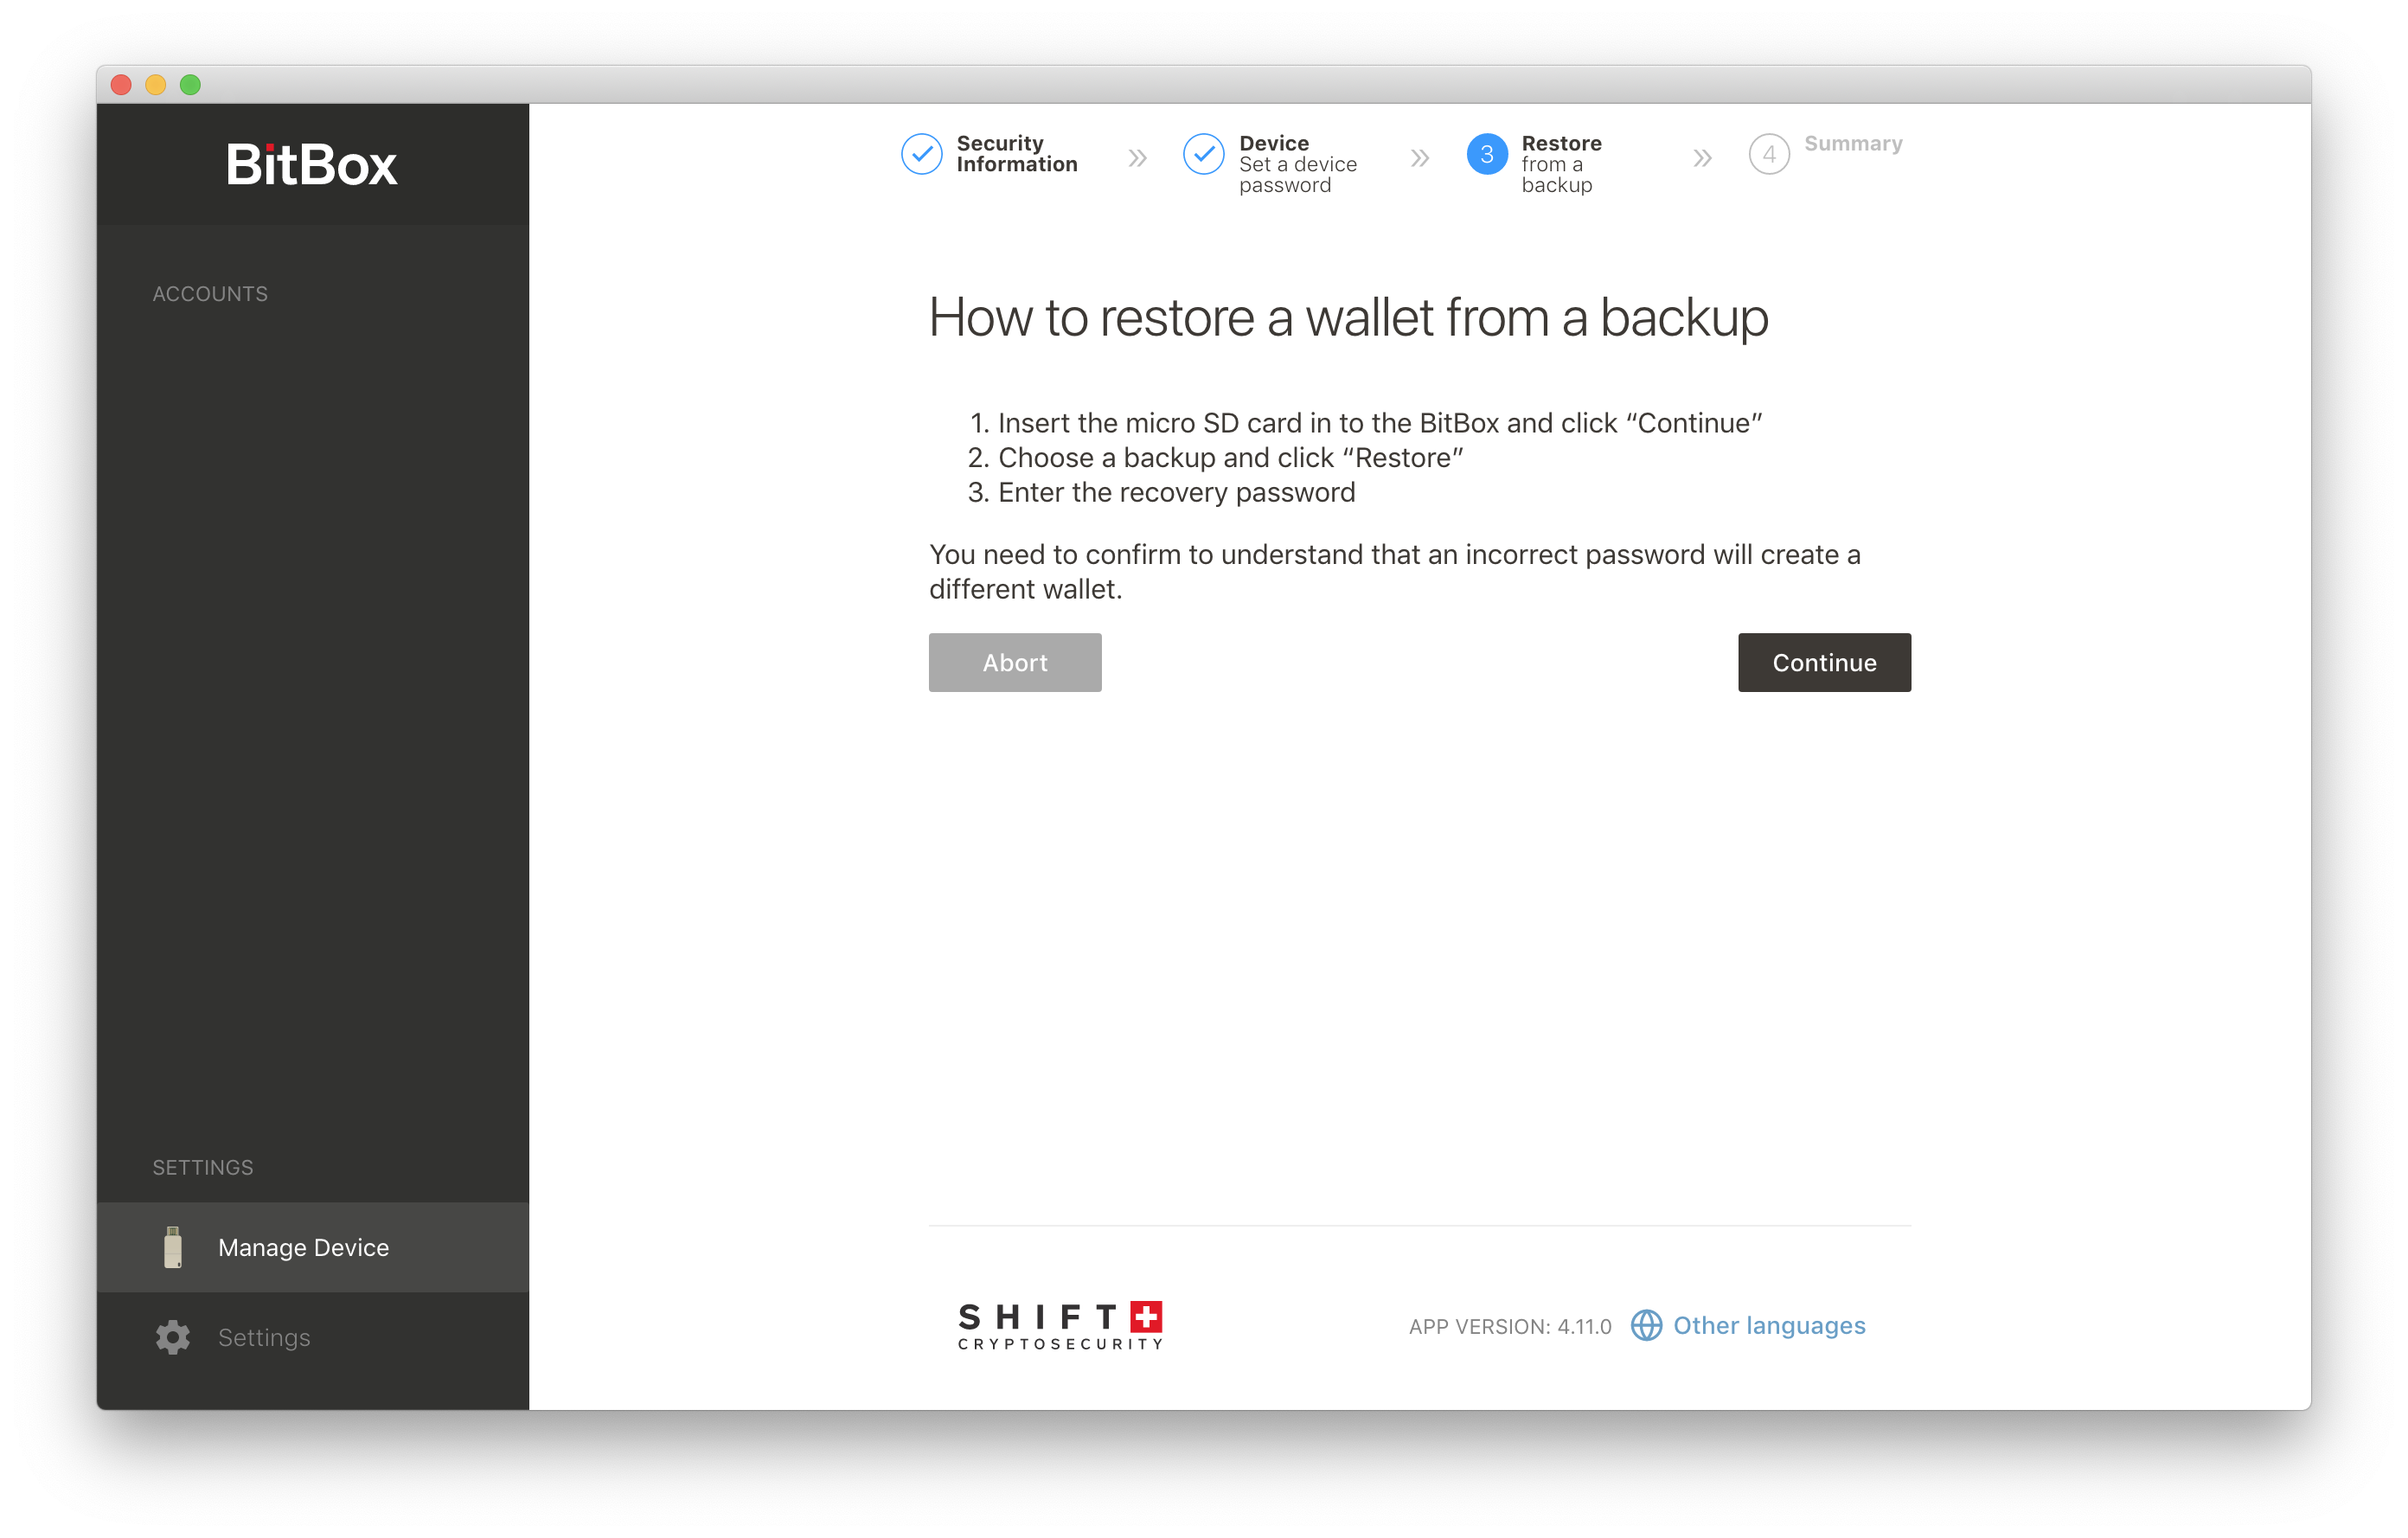 BitBox
ACCOUNTS
SETTINGS
Manage Device
Settings
Security
Information
Device
Set a device
password
3
Restore
from a
backup
4
Summary
How to restore a wallet from a backup
1. Insert the micro SD card in to the BitBox and click “Continue”
2. Choose a backup and click “Restore”
3. Enter the recovery password
You need to confirm to understand that an incorrect password will create a
different wallet.
Abort
Continue
SHIFT
CRYPTOSECURITY
APP VERSION: 4.11.0
Other languages